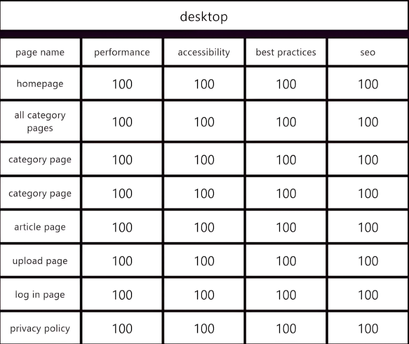 desktop
page name performance accessibility best practices seo
homepage 100 100 100 100
all category
pages 100 100 100 100
category page 100 100 100 100
category page 100 100 100 100
article page 100 100 100 100
upload page 100 100 100 100
log in page 100 100 100 100
privacy policy 100 100 100 100